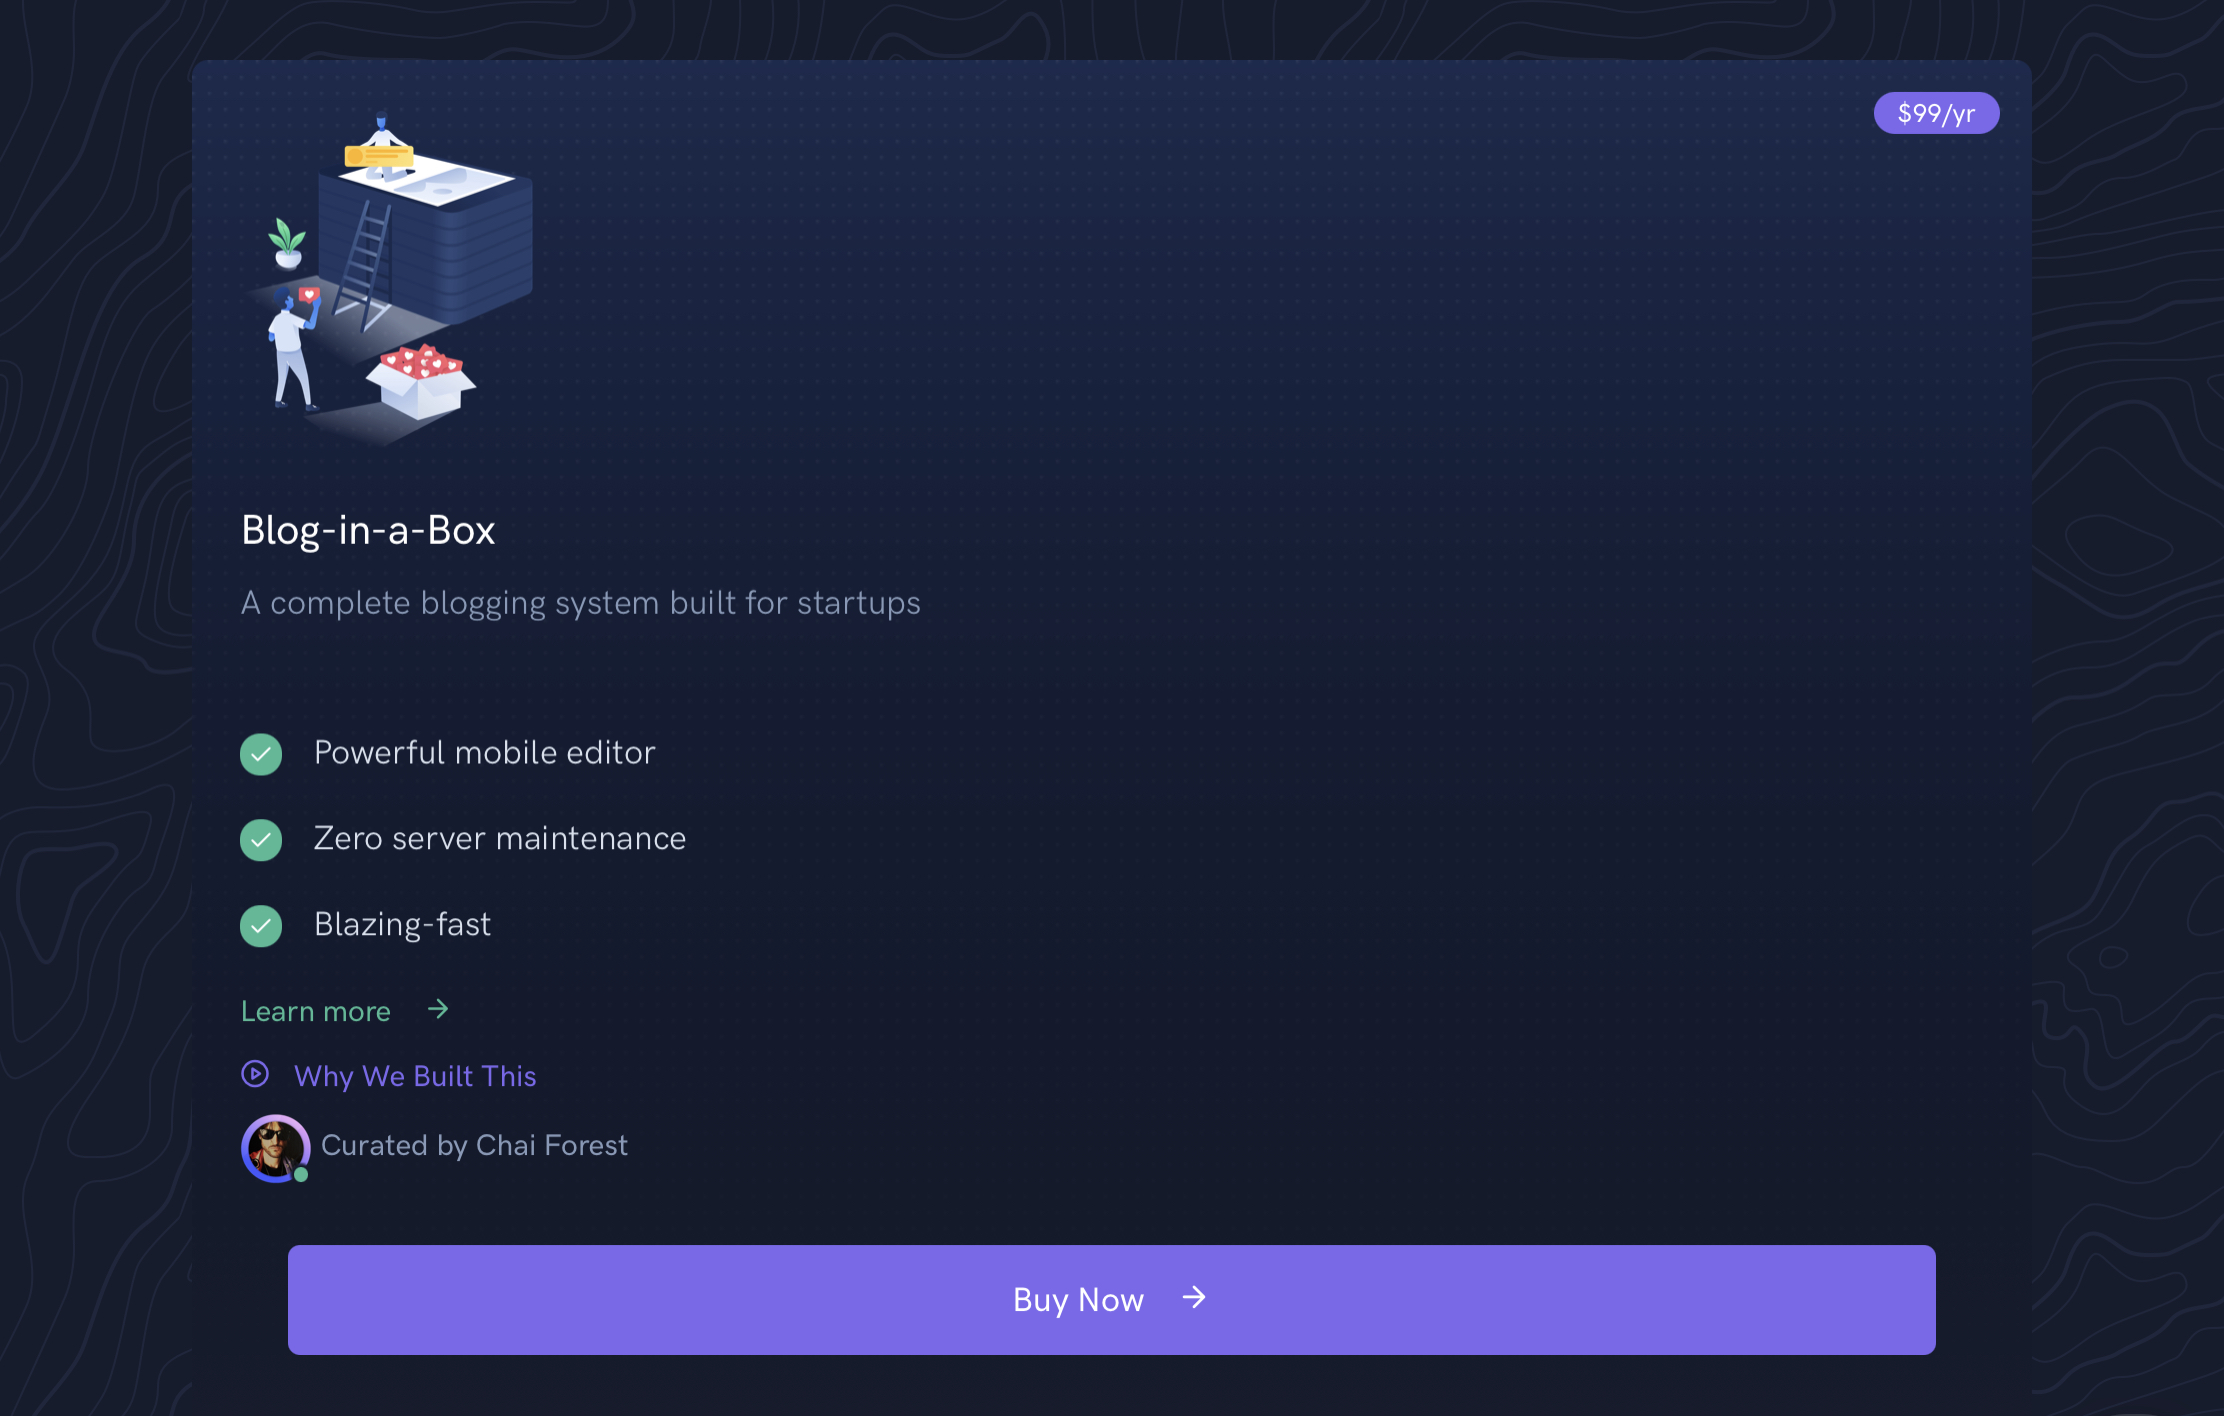 $99/yr
Blog-in-a-Box
A complete blogging system built for startups
Powerful mobile editor
Zero server maintenance
Blazing-fast
Learn more
Why We Built This
Curated by Chai Forest
Buy Now